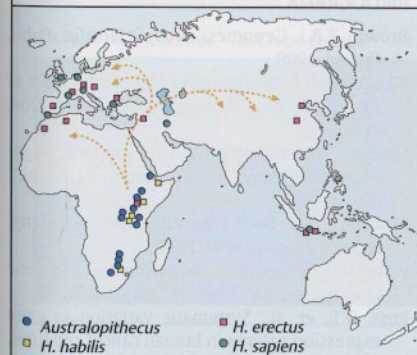 Australopithecus
H. habilis
H. erectus
H. sapiens